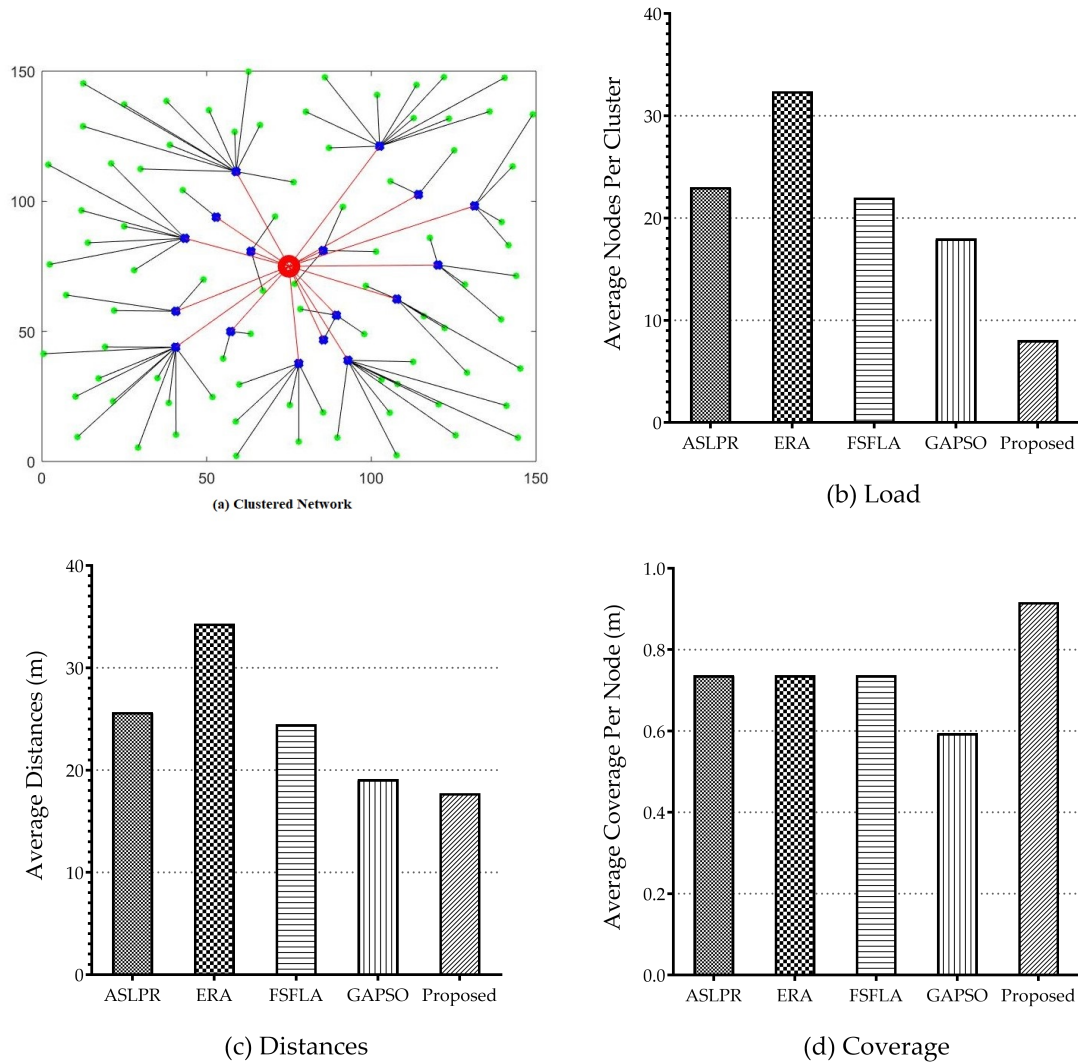 150
100
50
0
0
50
100
150
(a) Clustered Network
Average Nodes Per Cluster
40
30
20
10
0
ASLPR ERA FSFLA GAPSO Proposed
(b) Load
Average Distances (m)
40
30
20
10
0
ASLPR ERA FSFLA GAPSO Proposed
(c) Distances
Average Coverage Per Node (m)
1.0
0.8
0.6
0.4
0.2
0.0
ASLPR ERA FSFLA GAPSO Proposed
(d) Coverage